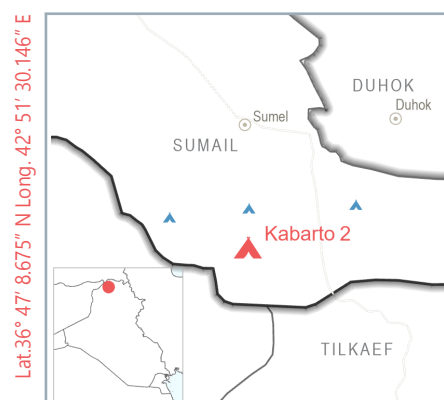 Lat.36° 47′ 8.675″ N Long. 42° 51′ 30.146″ E
DUHOK
Duhok
Sumel
SUMAIL
Kabarto 2
TILKAEF